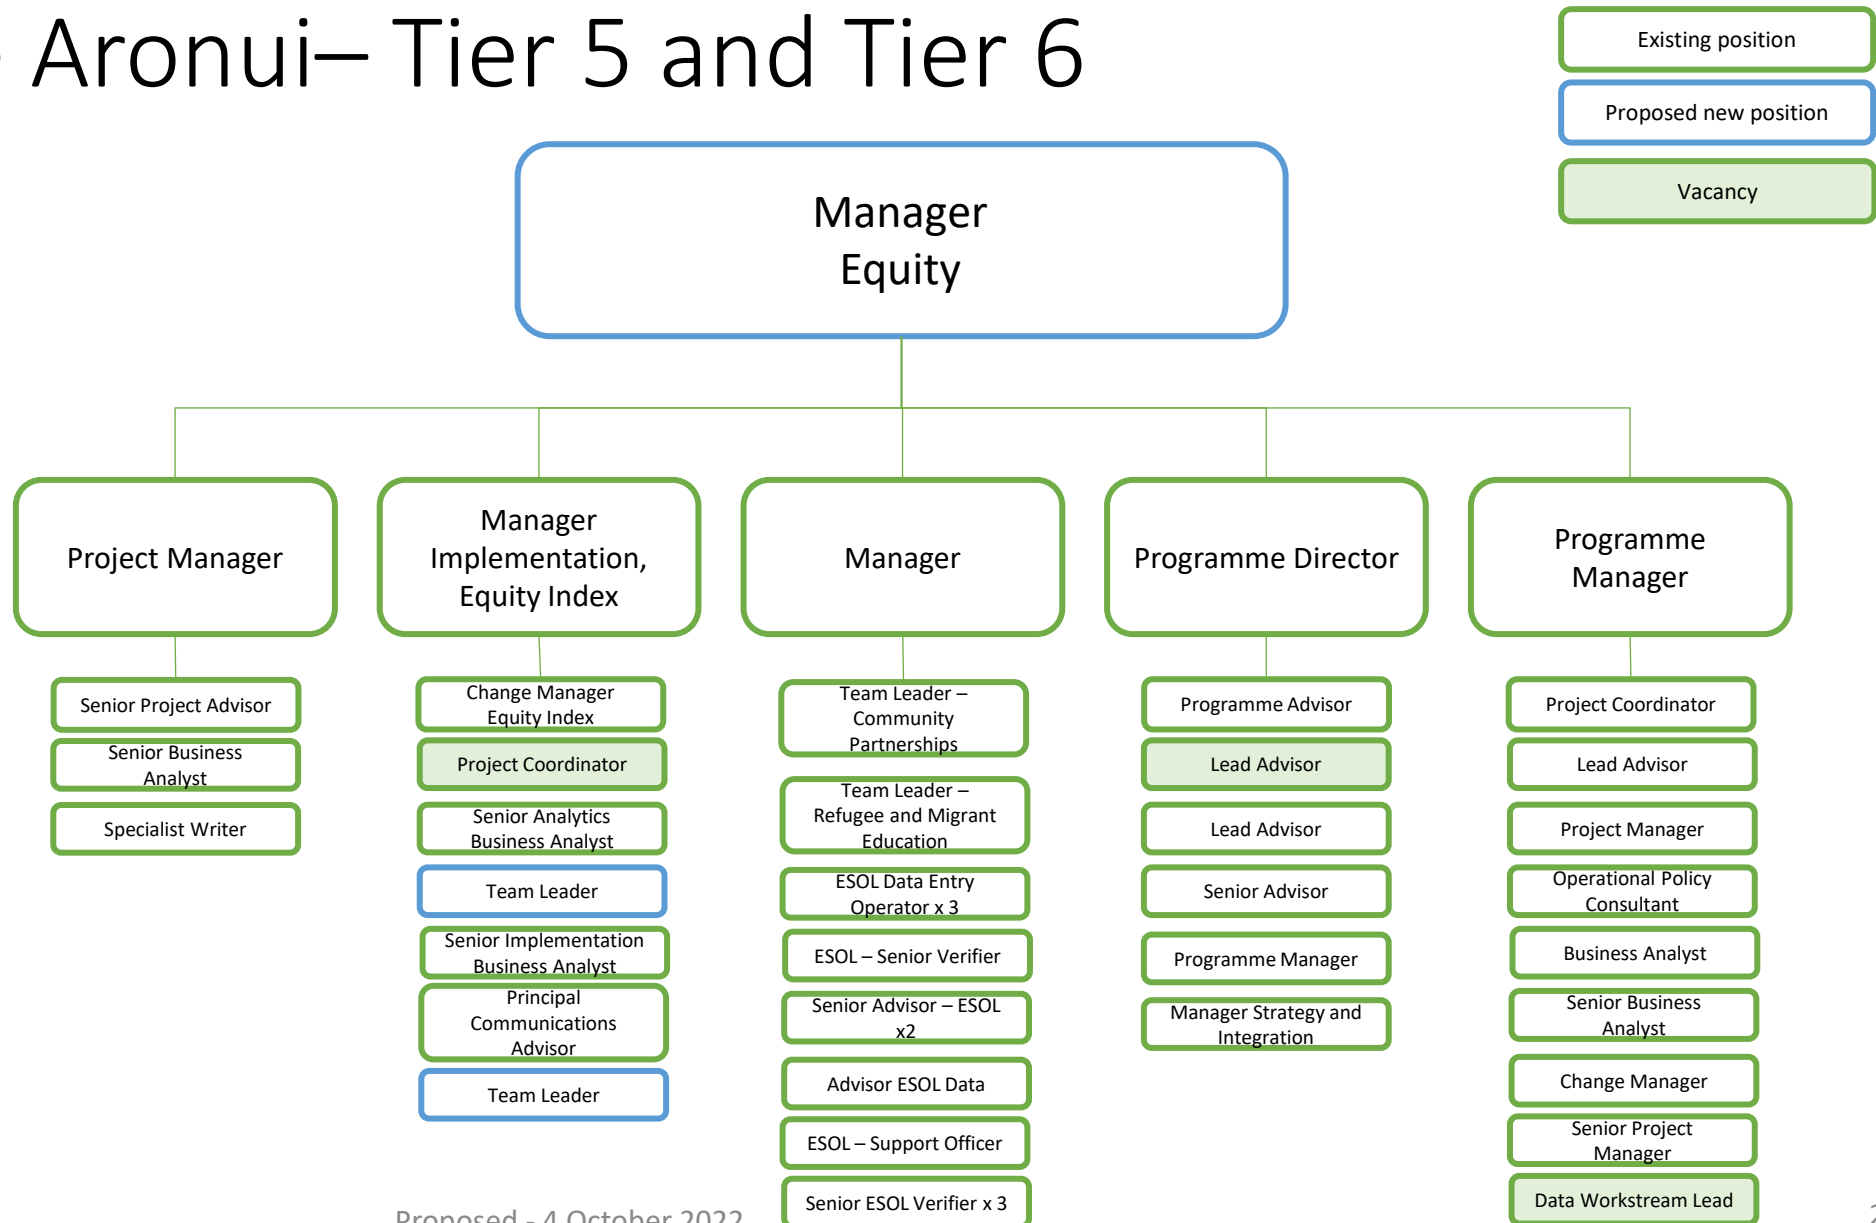 Aronui– Tier 5 and Tier 6
Existing position
Proposed new position
Vacancy
Manager
Equity
Project Manager
Manager
Implementation,
Equity Index
Manager
Programme Director
Programme
Manager
Senior Project Advisor
Senior Business
Analyst
Specialist Writer
Change Manager
Equity Index
Project Coordinator
Senior Analytics
Business Analyst
Team Leader
Senior Implementation
Business Analyst
Principal
Communications
Advisor
Team Leader
Team Leader –
Community
Partnerships
Team Leader –
Refugee and Migrant
Education
ESOL Data Entry
Operator x 3
ESOL – Senior Verifier
Senior Advisor – ESOL
x2
Advisor ESOL Data
ESOL – Support Officer
Senior ESOL Verifier x 3
Programme Advisor
Lead Advisor
Lead Advisor
Senior Advisor
Programme Manager
Manager Strategy and
Integration
Project Coordinator
Lead Advisor
Project Manager
Operational Policy
Consultant
Business Analyst
Senior Business
Analyst
Change Manager
Senior Project
Manager
Data Workstream Lead
Proposed - 4 October 2022